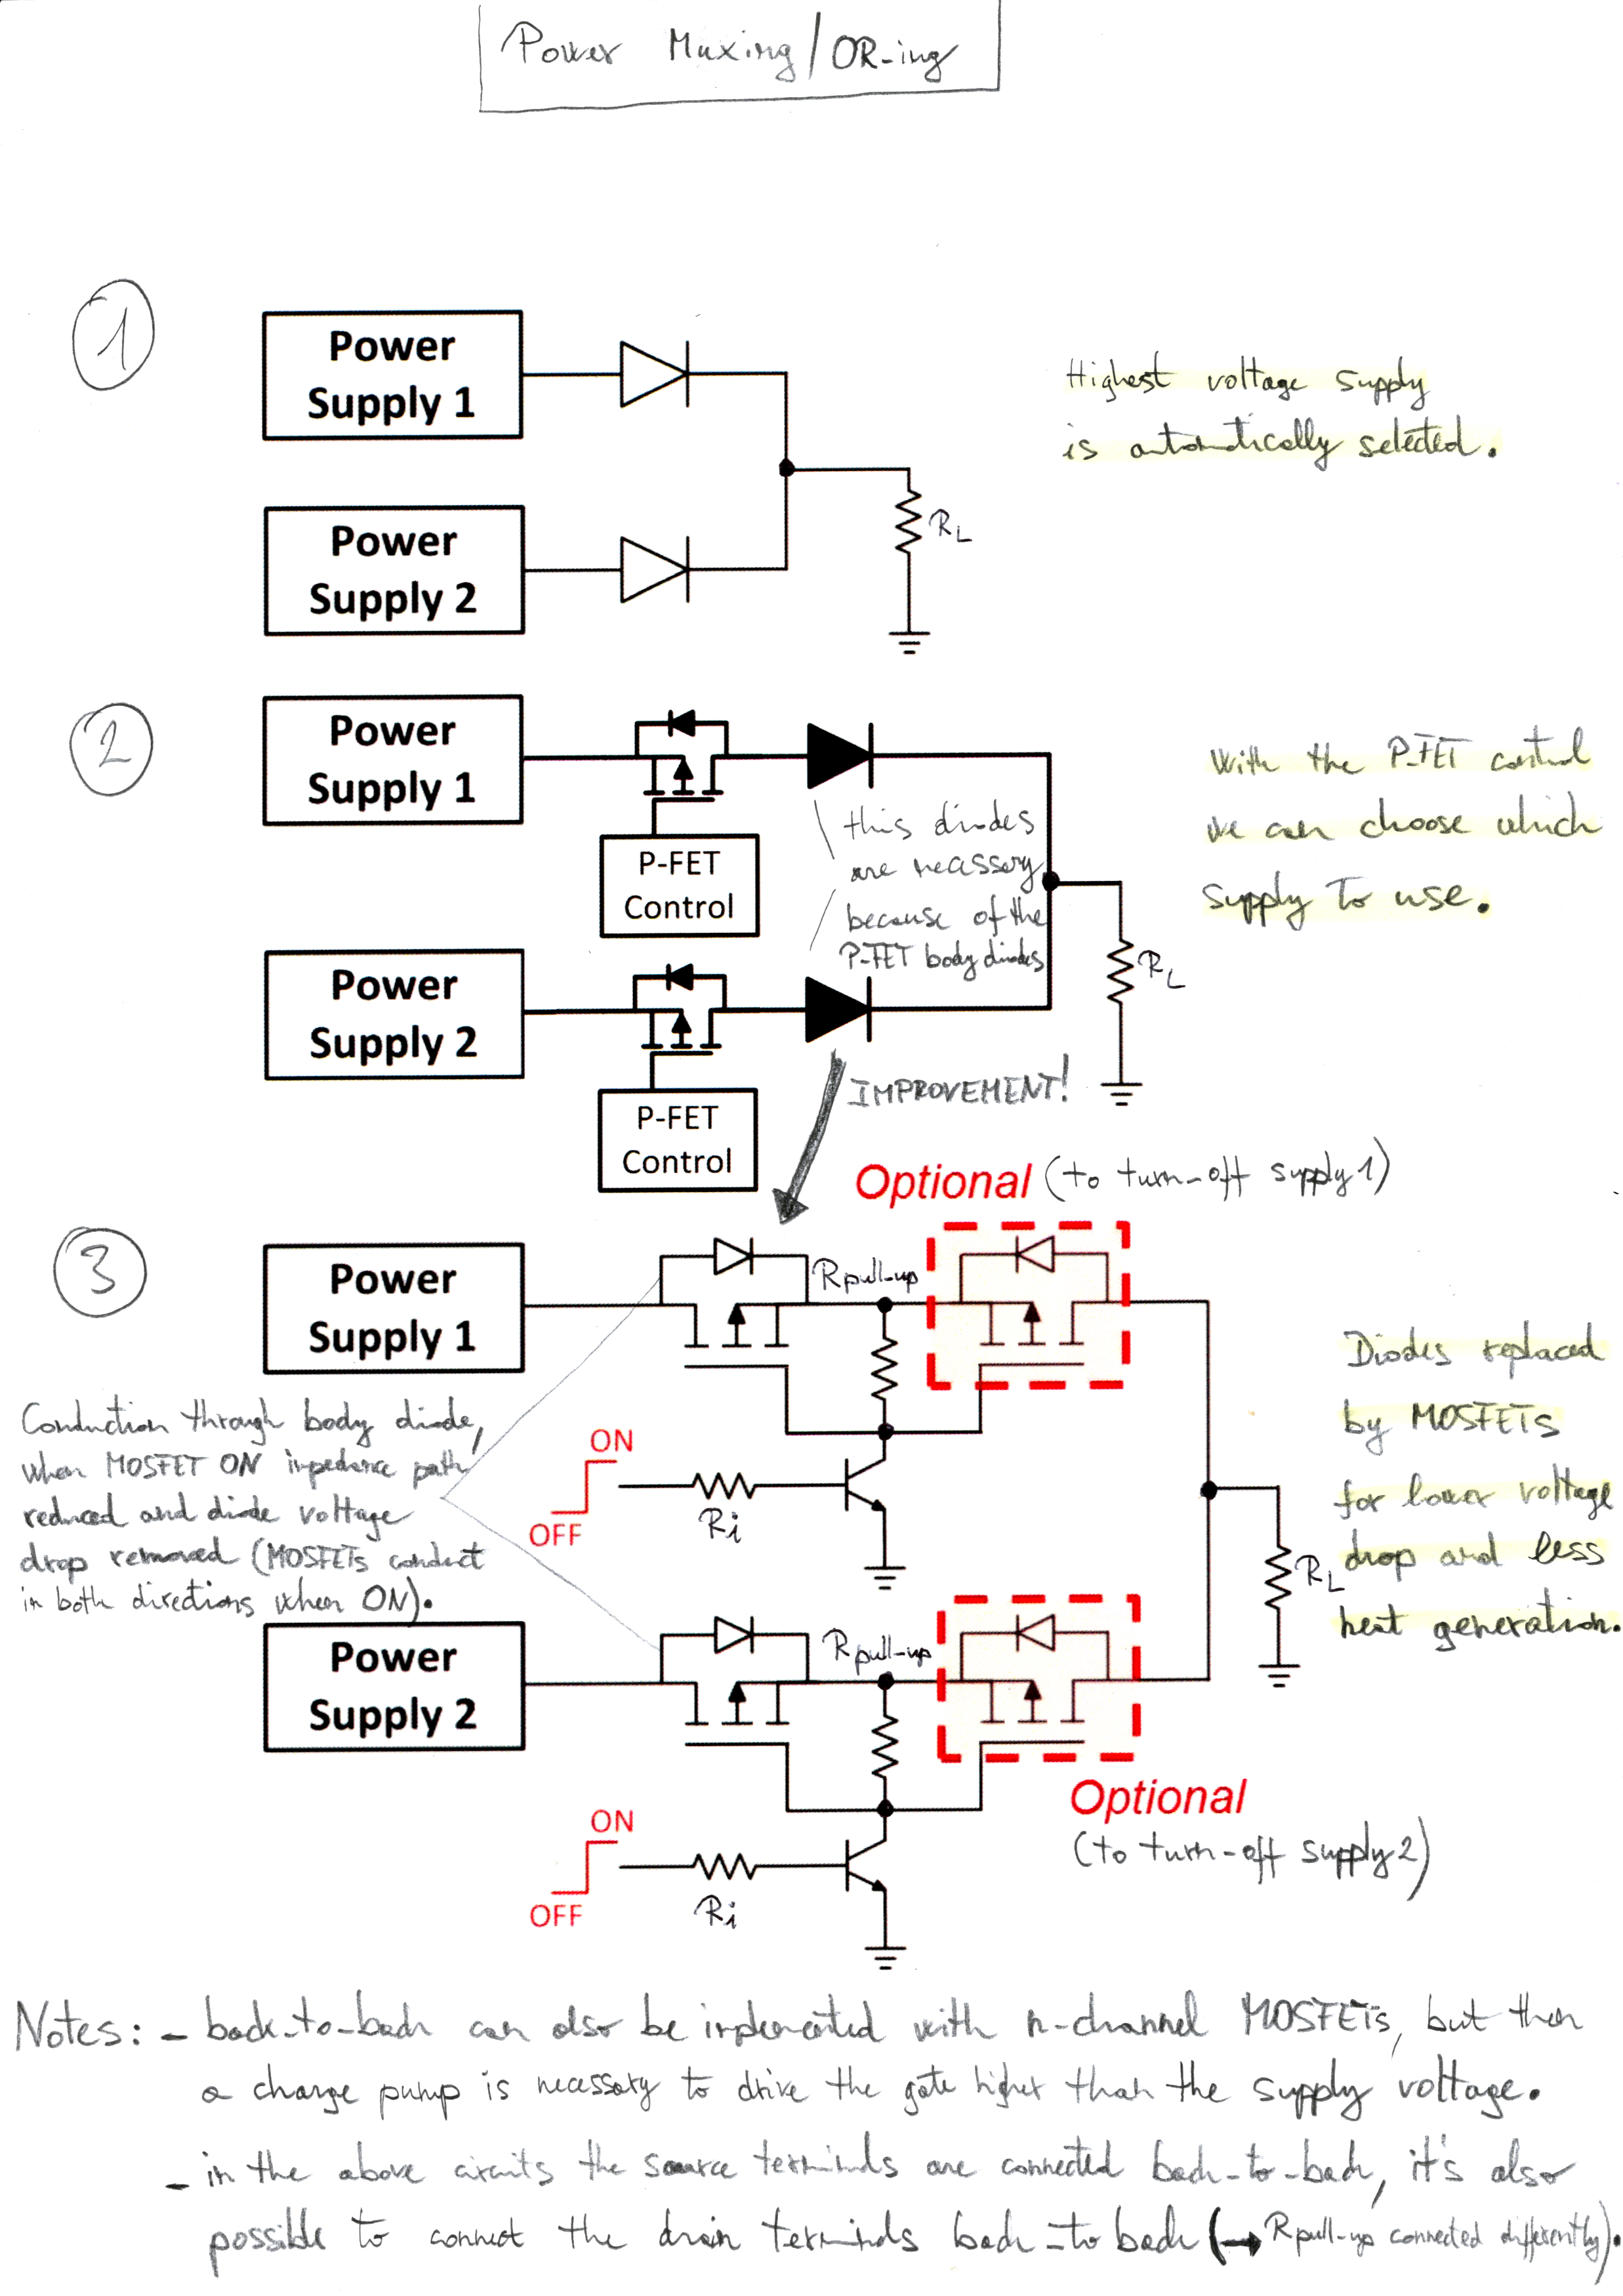 Power Muxing/OR-ing
1
Power
Supply 1
Highest voltage supply
is automatically selected.
Power
Supply 2
RL
2
Power
Supply 1
P-FET
Control
this diodes
are necassery
because of the
P-FET body diodes
With the P-FET control
we can choose which
supply to use.
Power
Supply 2
P-FET
Control
RL
IMPROVEMENT!
Optional (to turn-off supply 1)
3
Power
Supply 1
Rpull-up
Conduction through body diode,
when MOSFET ON impedance path
reduced and diode voltage
drop removed (MOSFETs conduct
in both directions when ON).
ON
OFF
Ri
Diodes replaced
by MOSFETs
for lower voltage
drop and less
heat generation.
RL
Power
Supply 2
Rpull-up
Optional
(to turn-off supply 2)
ON
OFF
Ri
Notes: - back-to-back can also be implemented with n-channel MOSFETs, but then
a charge pump is necessary to drive the gate higher than the supply voltage.
- in the above circuits the source terminals are connected back-to-back, it's also
possible to connect the drain terminals back-to back (→ Rpull-up connected differently).